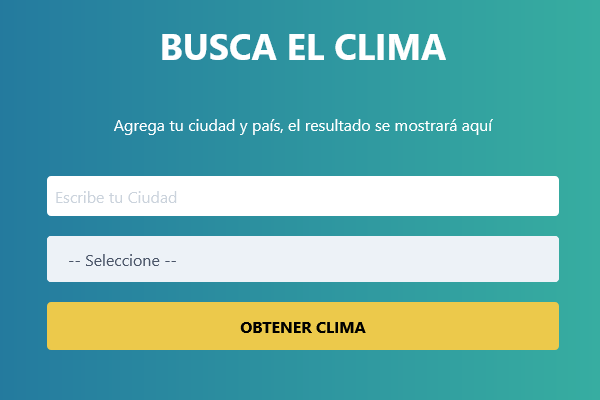 BUSCA EL CLIMA
Agrega tu ciudad y país, el resultado se mostrará aquí
Escribe tu Ciudad
-- Seleccione --
OBTENER CLIMA